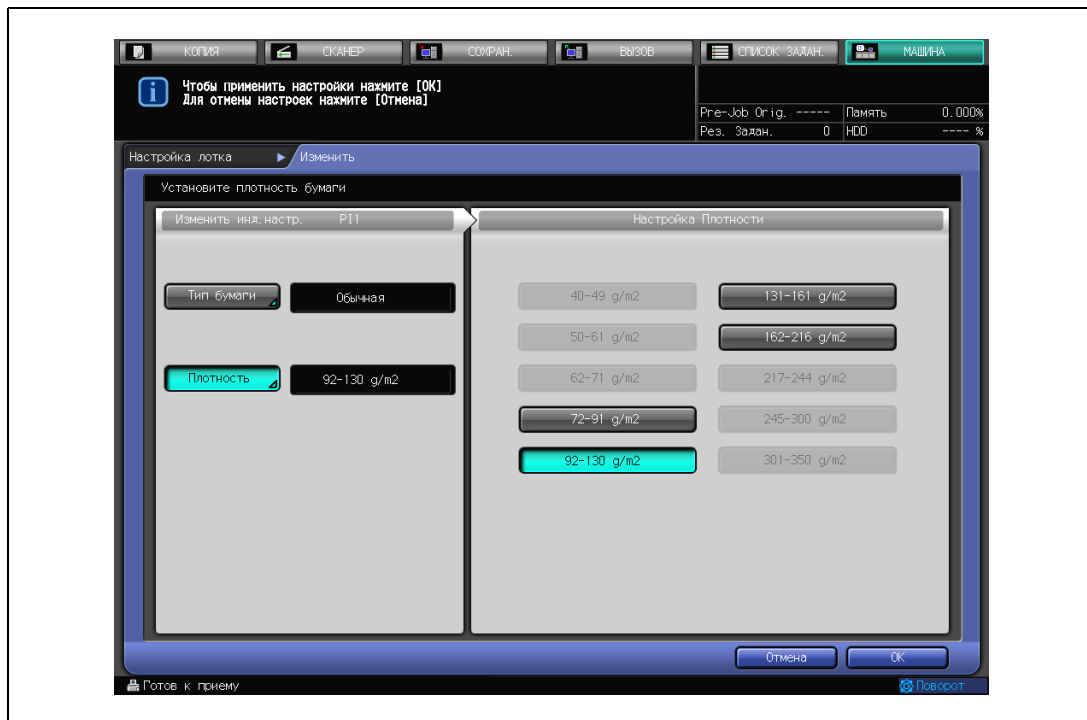 КОПИЯ СКАНЕР СОХРАН. ВЫЗОВ СПИСОК ЗАДАН. МАШИНА
Чтобы применить настройки нажмите [OK]
Для отмены настроек нажмите [Отмена]
Pre-Job Orig. ----- Память 0.000%
Рез. Задан. 0 HDD ---- %
Настройка лотка Изменить
Установите плотность бумаги
Изменить инд.настр. PI1
Настройка Плотности
Тип бумаги Обычная
Плотность 92-130 g/m2
40-49 g/m2 131-161 g/m2
50-61 g/m2 162-216 g/m2
62-71 g/m2 217-244 g/m2
72-91 g/m2 245-300 g/m2
92-130 g/m2 301-350 g/m2
Отмена OK
Готов к приему Поворот